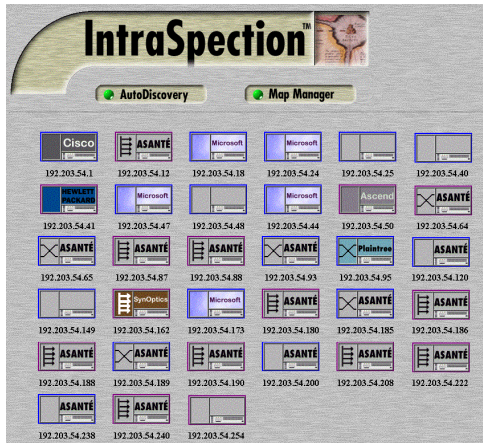 IntraSpection™
AutoDiscovery Map Manager
Cisco ASANTÉ Microsoft Microsoft
192.203.54.1 192.203.54.12 192.203.54.18 192.203.54.24 192.203.54.25 192.203.54.40
HEWLETT PACKARD Microsoft Microsoft Ascend ASANTÉ
192.203.54.41 192.203.54.47 192.203.54.48 192.203.54.44 192.203.54.50 192.203.54.64
ASANTÉ ASANTÉ ASANTÉ ASANTÉ Plaintree ASANTÉ
192.203.54.65 192.203.54.87 192.203.54.88 192.203.54.93 192.203.54.95 192.203.54.120
SynOptics Microsoft ASANTÉ ASANTÉ ASANTÉ
192.203.54.149 192.203.54.162 192.203.54.173 192.203.54.180 192.203.54.185 192.203.54.186
ASANTÉ ASANTÉ ASANTÉ ASANTÉ ASANTÉ ASANTÉ
192.203.54.188 192.203.54.189 192.203.54.190 192.203.54.200 192.203.54.208 192.203.54.222
ASANTÉ ASANTÉ
192.203.54.238 192.203.54.240 192.203.54.254